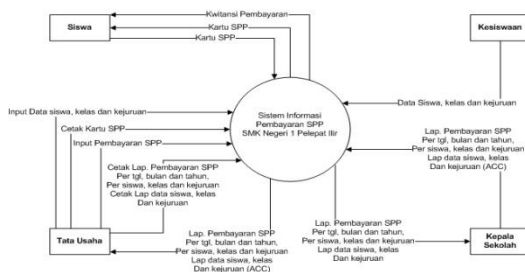 Siswa
Kwitansi Pembayaran
Kartu SPP
Kartu SPP
Kesiswaan
Input Data siswa, kelas dan kejuruan
Cetak Kartu SPP
Input Pembayaran SPP
Sistem Informasi
Pembayaran SPP
SMK Negeri 1 Pelepat Ilir
Data Siswa, kelas dan kejuruan
Cetak Lap. Pembayaran SPP
Per tgl, bulan dan tahun,
Per siswa, kelas dan kejuruan
Cetak Lap data siswa, kelas
Dan kejuruan
Lap. Pembayaran SPP
Per tgl, bulan dan tahun,
Per siswa, kelas dan kejuruan
Lap data siswa, kelas
Dan kejuruan (ACC)
Tata Usaha
Lap. Pembayaran SPP
Per tgl, bulan dan tahun,
Per siswa, kelas dan kejuruan
Lap data siswa, kelas
Dan kejuruan (ACC)
Lap. Pembayaran SPP
Per tgl, bulan dan tahun,
Per siswa, kelas dan kejuruan
Lap data siswa, kelas
Dan kejuruan
Kepala
Sekolah